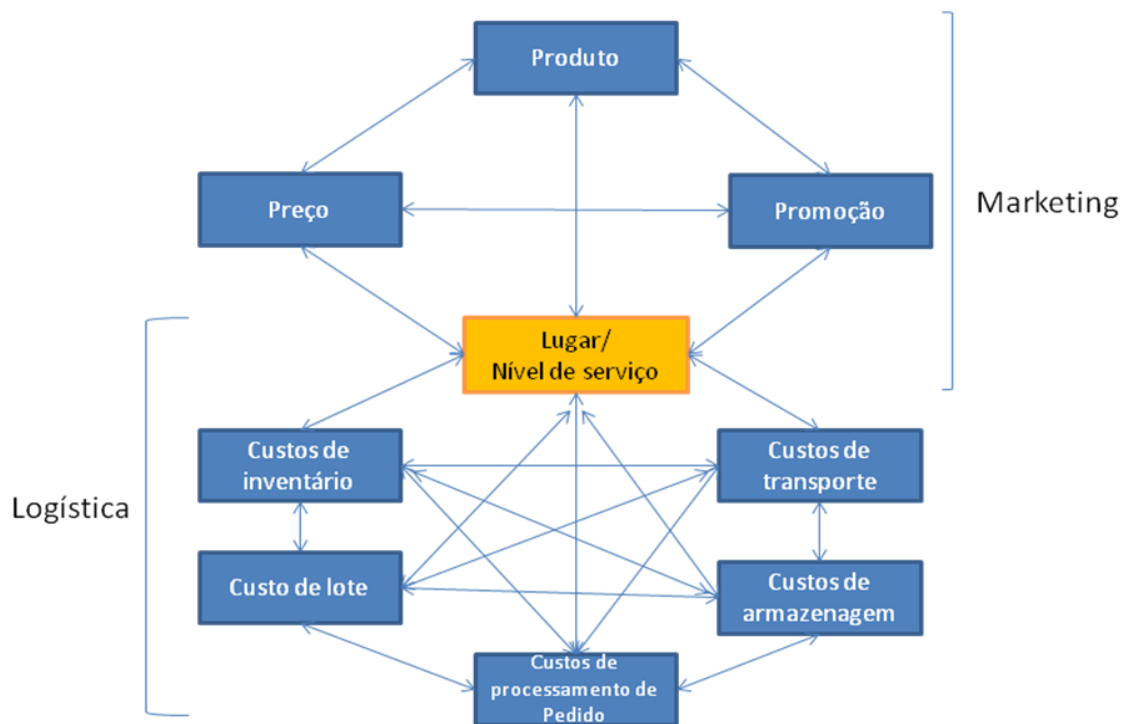 Produto
Preço
Promoção
Marketing
Lugar/
Nível de serviço
Custos de
inventário
Custos de
transporte
Logística
Custo de lote
Custos de
armazenagem
Custos de
processamento de
Pedido